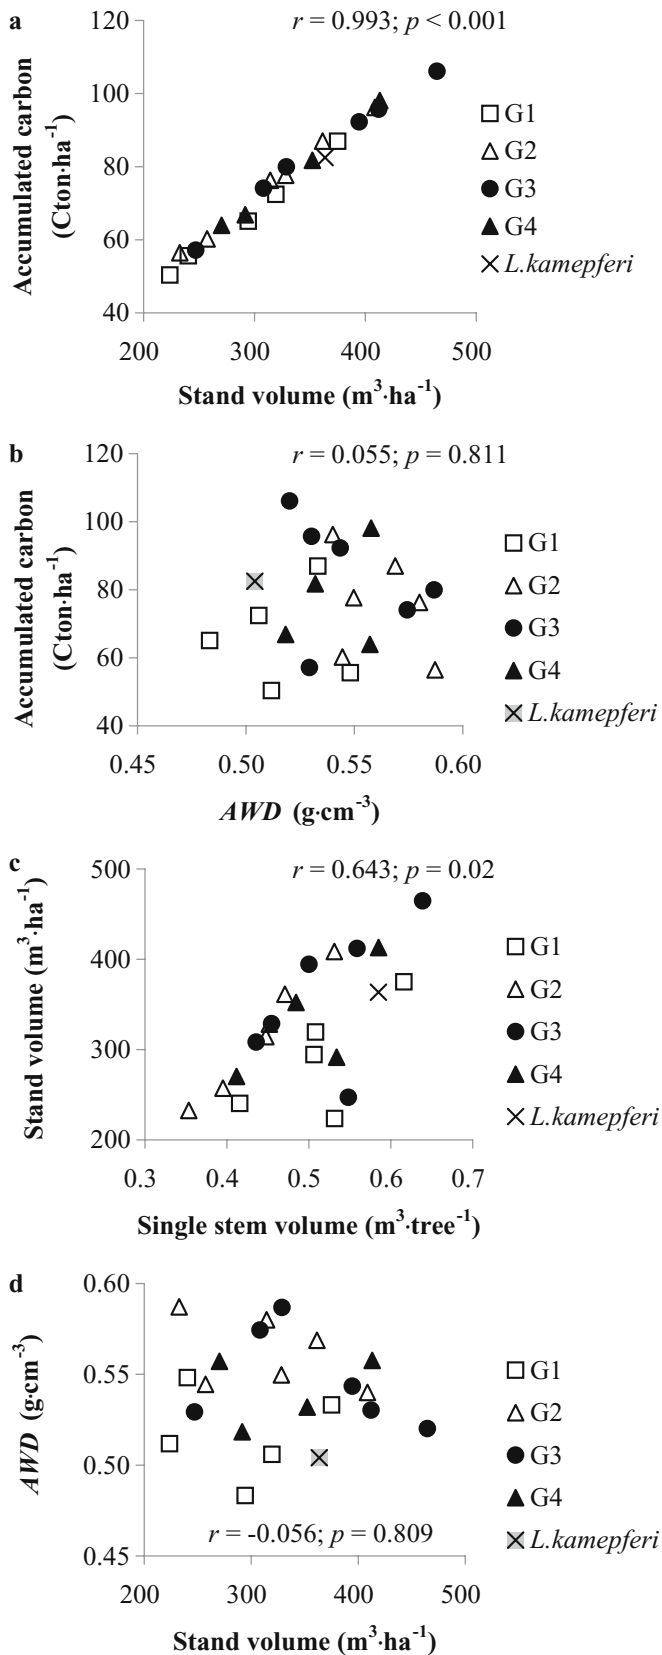 a
r = 0.993; p < 0.001
Accumulated carbon
(Cton·ha⁻¹)
120
100
80
60
40
200 300 400 500
Stand volume (m³·ha⁻¹)
G1
G2
G3
G4
L.kamepferi
b
r = 0.055; p = 0.811
Accumulated carbon
(Cton·ha⁻¹)
120
100
80
60
40
0.45 0.50 0.55 0.60
AWD (g·cm⁻³)
G1
G2
G3
G4
L.kamepferi
c
r = 0.643; p = 0.02
Stand volume (m³·ha⁻¹)
500
400
300
200
0.3 0.4 0.5 0.6 0.7
Single stem volume (m³·tree⁻¹)
G1
G2
G3
G4
L.kamepferi
d
AWD (g·cm⁻³)
0.60
0.55
0.50
0.45
r = -0.056; p = 0.809
200 300 400 500
Stand volume (m³·ha⁻¹)
G1
G2
G3
G4
L.kamepferi